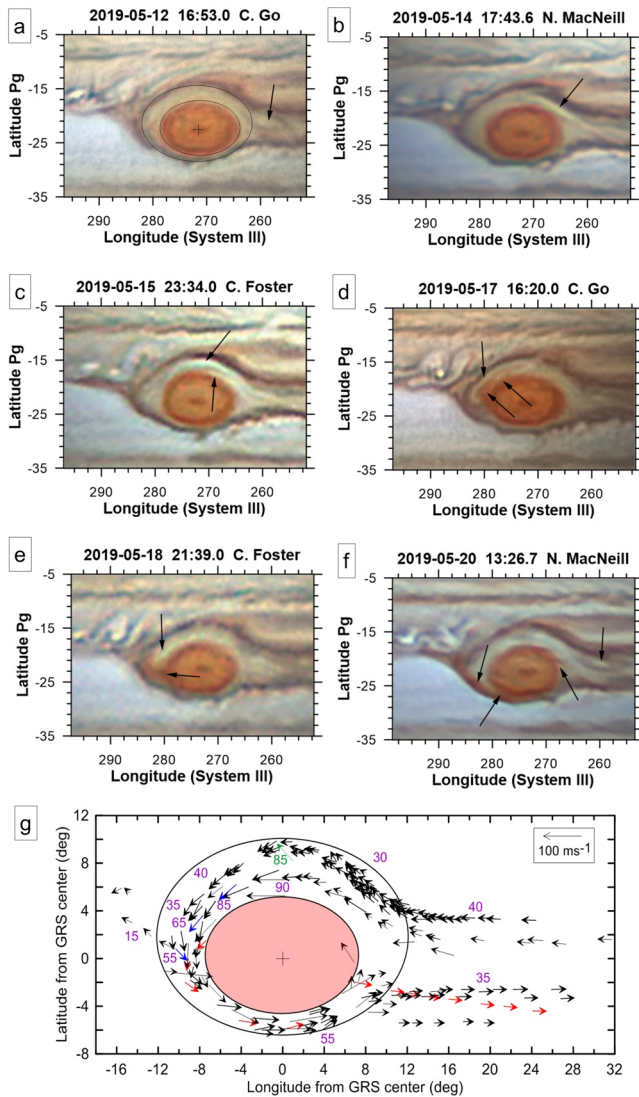 a
2019-05-12 16:53.0 C. Go
Latitude Pg
-5
-15
-25
-35
290
280
270
260
Longitude (System III)
b
2019-05-14 17:43.6 N. MacNeill
Latitude Pg
-5
-15
-25
-35
290
280
270
260
Longitude (System III)
c
2019-05-15 23:34.0 C. Foster
Latitude Pg
-5
-15
-25
-35
290
280
270
260
Longitude (System III)
d
2019-05-17 16:20.0 C. Go
Latitude Pg
-5
-15
-25
-35
290
280
270
260
Longitude (System III)
e
2019-05-18 21:39.0 C. Foster
Latitude Pg
-5
-15
-25
-35
290
280
270
260
Longitude (System III)
f
2019-05-20 13:26.7 N. MacNeill
Latitude Pg
-5
-15
-25
-35
290
280
270
260
Longitude (System III)
g
Latitude from GRS center (deg)
12
8
4
0
-4
-8
100 ms⁻¹
85
30
40
90
40
35
85
65
15
55
35
55
-16
-12
-8
-4
0
4
8
12
16
20
24
28
32
Longitude from GRS center (deg)